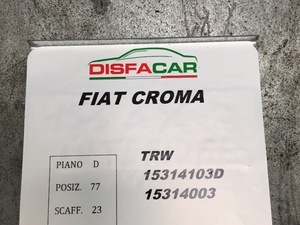 DISFACAR
FIAT CROMA
PIANO D
POSIZ. 77
SCAFF. 23
TRW
15314103D
15314003